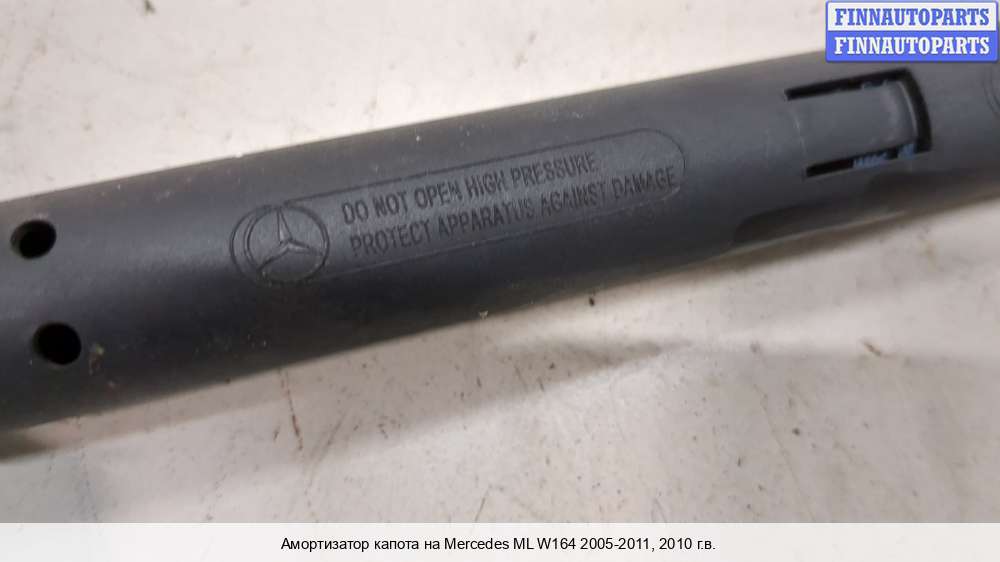 FINNAUTOPARTS
FINNAUTOPARTS
DO NOT OPEN HIGH PRESSURE
PROTECT APPARATUS AGAINST DAMAGE
Амортизатор капота на Mercedes ML W164 2005-2011, 2010 г.в.